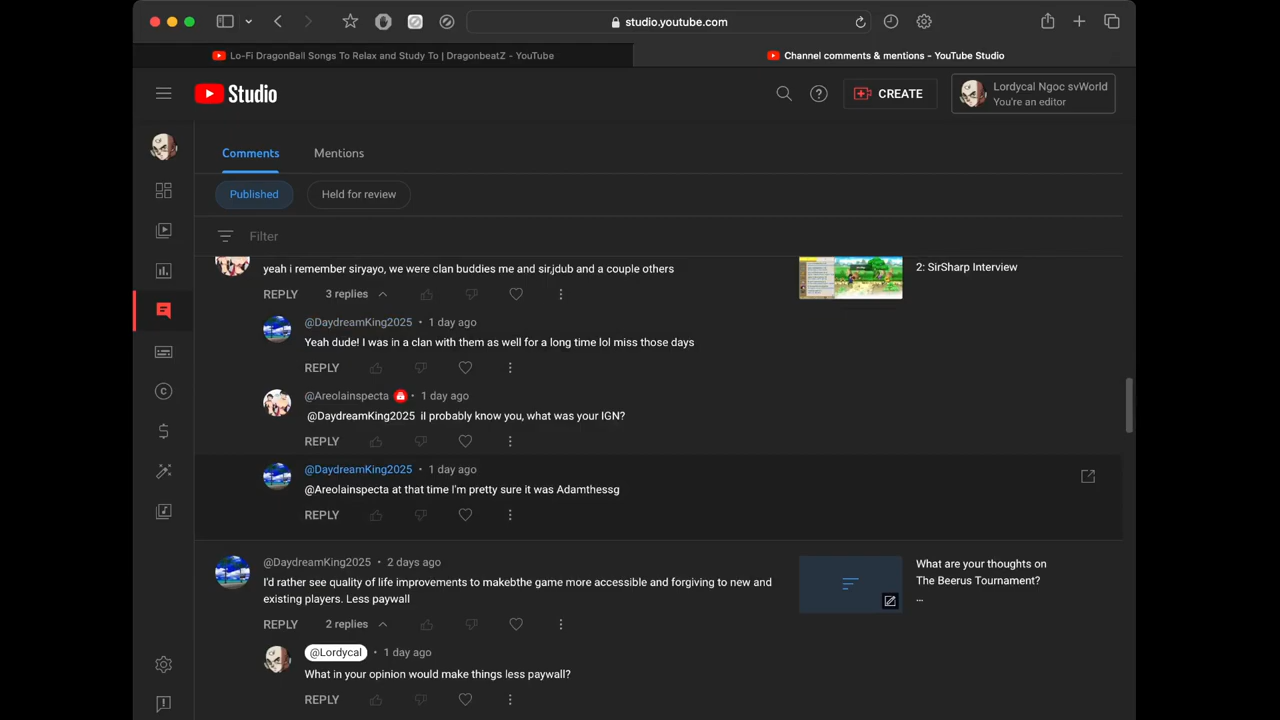 studio.youtube.com
Lo-Fi DragonBall Songs To Relax and Study To | DragonbeatZ - YouTube
Channel comments & mentions - YouTube Studio
Studio
CREATE
Lordycal Ngoc svWorld
You're an editor
Comments
Mentions
Published
Held for review
Filter
yeah i remember siryayo, we were clan buddies me and sir,jdub and a couple others
2: SirSharp Interview
REPLY
3 replies
@DaydreamKing2025 • 1 day ago
Yeah dude! I was in a clan with them as well for a long time lol miss those days
REPLY
@Areolainspecta • 1 day ago
@DaydreamKing2025 iI probably know you, what was your IGN?
REPLY
@DaydreamKing2025 • 1 day ago
@Areolainspecta at that time I'm pretty sure it was Adamthessg
REPLY
@DaydreamKing2025 • 2 days ago
I'd rather see quality of life improvements to makebthe game more accessible and forgiving to new and
existing players. Less paywall
What are your thoughts on
The Beerus Tournament?
...
REPLY
2 replies
@Lordycal • 1 day ago
What in your opinion would make things less paywall?
REPLY